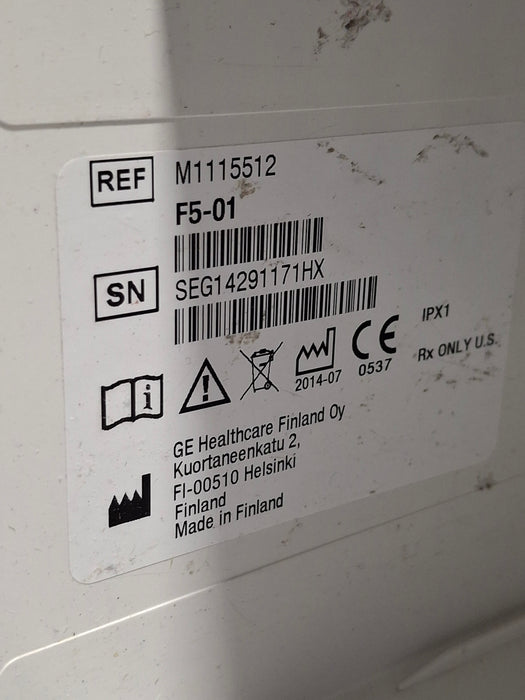 REF M1115512
F5-01
SN SEG14291171HX
2014-07
CE 0537
IPX1
Rx ONLY U.S.
GE Healthcare Finland Oy
Kuortaneenkatu 2,
FI-00510 Helsinki
Finland
Made in Finland